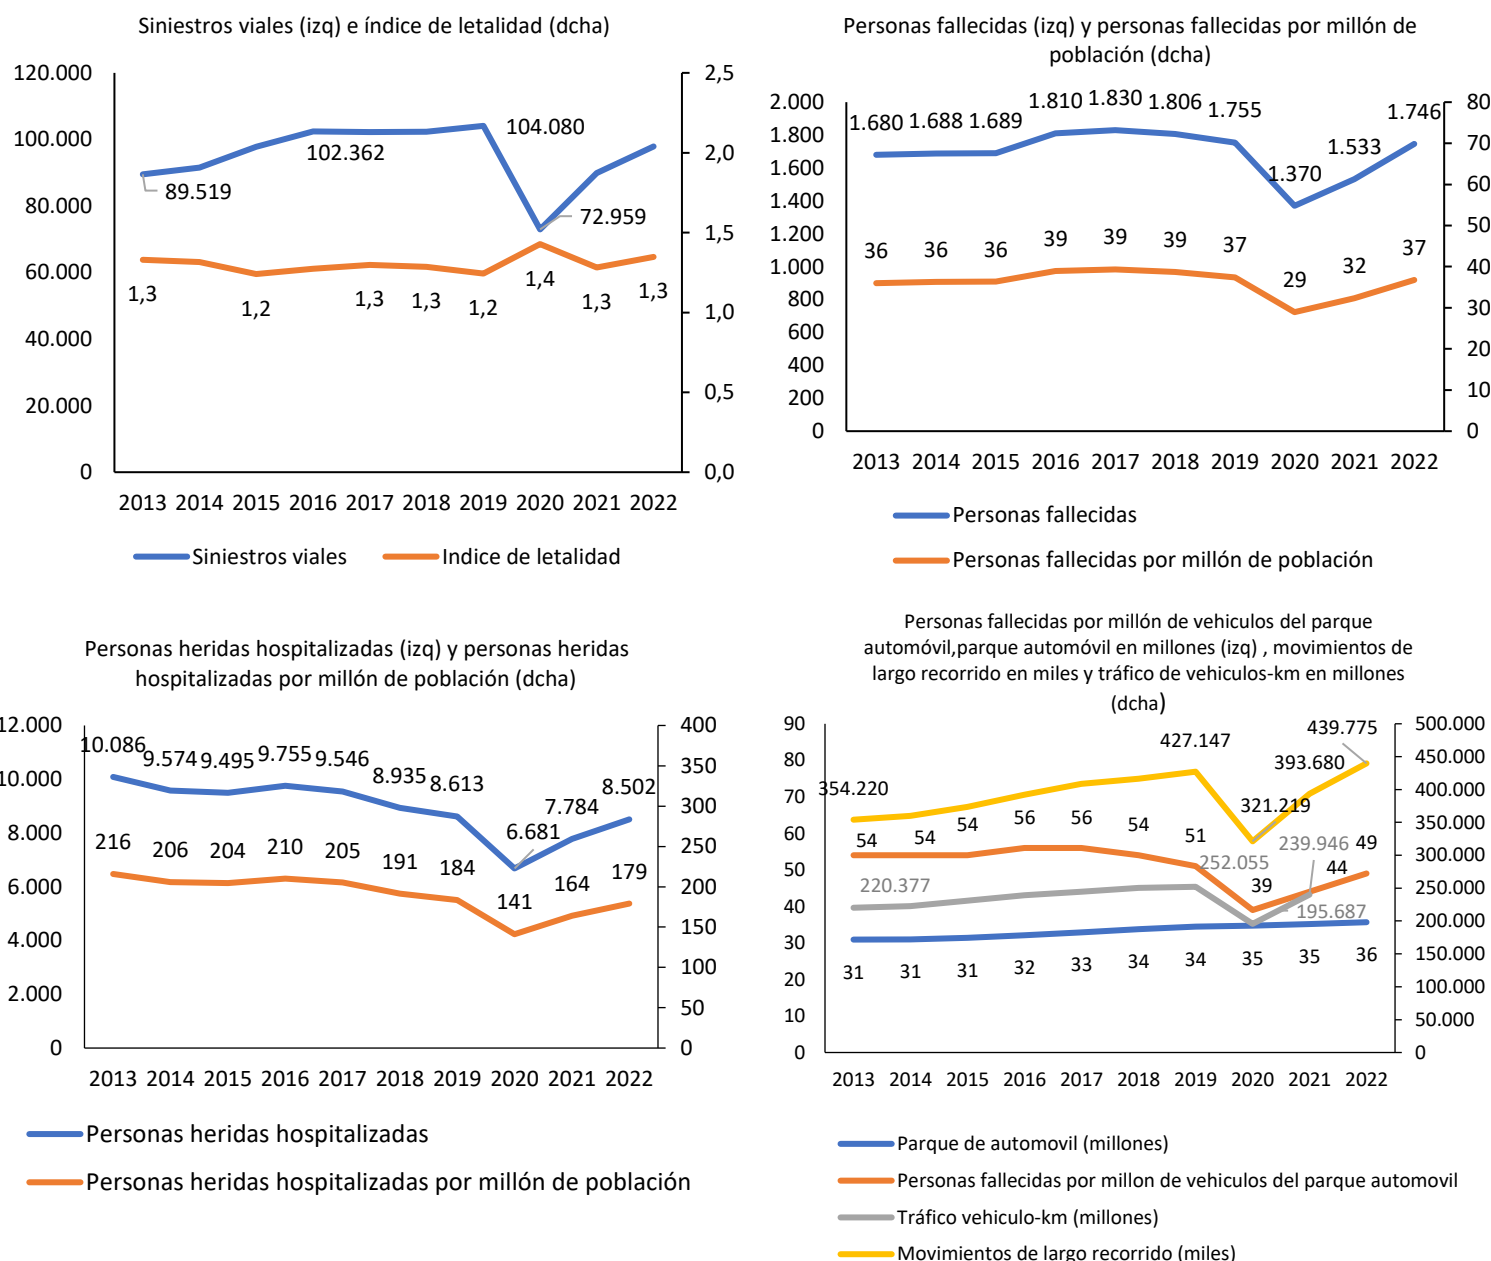 Siniestros viales (izq) e índice de letalidad (dcha)
120.000
100.000
80.000
60.000
40.000
20.000
0
2,5
2,0
1,5
1,0
0,5
0,0
89.519
102.362
104.080
72.959
1,3
1,2
1,3
1,3
1,2
1,4
1,3
1,3
2013 2014 2015 2016 2017 2018 2019 2020 2021 2022
Siniestros viales
Indice de letalidad
Personas fallecidas (izq) y personas fallecidas por millón de
población (dcha)
2.000
1.800
1.600
1.400
1.200
1.000
800
600
400
200
0
80
70
60
50
40
30
20
10
0
1.680 1.688 1.689 1.810 1.830 1.806 1.755 1.370 1.533 1.746
36 36 36 39 39 39 37 29 32 37
2013 2014 2015 2016 2017 2018 2019 2020 2021 2022
Personas fallecidas
Personas fallecidas por millón de población
Personas heridas hospitalizadas (izq) y personas heridas
hospitalizadas por millón de población (dcha)
12.000
10.000
8.000
6.000
4.000
2.000
0
400
350
300
250
200
150
100
50
0
10.086 9.574 9.495 9.755 9.546 8.935 8.613 6.681 7.784 8.502
216 206 204 210 205 191 184 141 164 179
2013 2014 2015 2016 2017 2018 2019 2020 2021 2022
Personas heridas hospitalizadas
Personas heridas hospitalizadas por millón de población
Personas fallecidas por millón de vehiculos del parque
automóvil,parque automóvil en millones (izq) , movimientos de
largo recorrido en miles y tráfico de vehiculos-km en millones
(dcha)
90
80
70
60
50
40
30
20
10
0
500.000
450.000
400.000
350.000
300.000
250.000
200.000
150.000
100.000
50.000
0
354.220 427.147 321.219 393.680 439.775
54 54 54 56 56 54 51 39 44 49
220.377 252.055 195.687 239.946
31 31 31 32 33 34 34 35 35 36
2013 2014 2015 2016 2017 2018 2019 2020 2021 2022
Parque de automovil (millones)
Personas fallecidas por millon de vehiculos del parque automovil
Tráfico vehiculo-km (millones)
Movimientos de largo recorrido (miles)